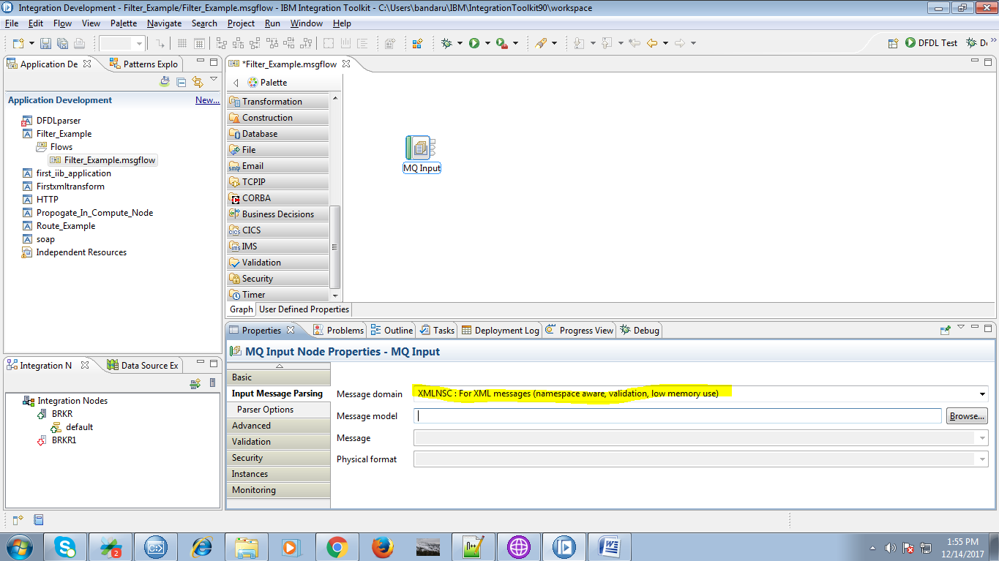 Integration Development - Filter_Example/Filter_Example.msgflow - IBM Integration Toolkit - C:\Users\bandaru\IBM\IntegrationToolkit90\workspace
File Edit Flow View Palette Navigate Search Project Run Window Help
DFDL Test
Application De
Patterns Explo
Application Development
New...
DFDLparser
Filter_Example
Flows
Filter_Example.msgflow
first_iib_application
Firstxmltransform
HTTP
Propogate_In_Compute_Node
Route_Example
soap
Independent Resources
*Filter_Example.msgflow
Palette
Transformation
Construction
Database
File
Email
TCPIP
CORBA
Business Decisions
CICS
IMS
Validation
Security
Timer
MQ Input
Graph User Defined Properties
Integration N
Data Source Ex
Integration Nodes
BRKR
default
BRKR1
Properties Problems Outline Tasks Deployment Log Progress View Debug
MQ Input Node Properties - MQ Input
Basic
Input Message Parsing
Parser Options
Advanced
Validation
Security
Instances
Monitoring
Message domain XMLNSC : For XML messages (namespace aware, validation, low memory use)
Message model Browse...
Message
Physical format
2
1:55 PM
12/14/2017